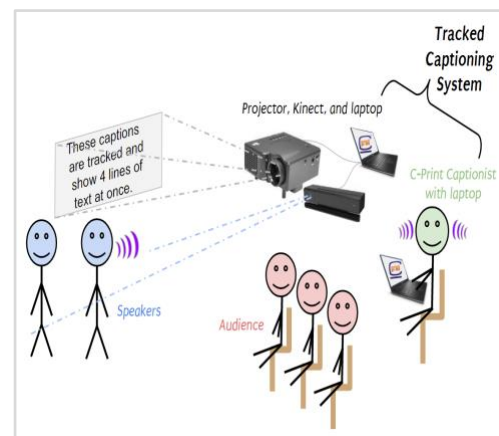 Tracked
Captioning
System
Projector, Kinect, and laptop
These captions
are tracked and
show 4 lines of
text at once.
C-Print Captionist
with laptop
Speakers
Audience